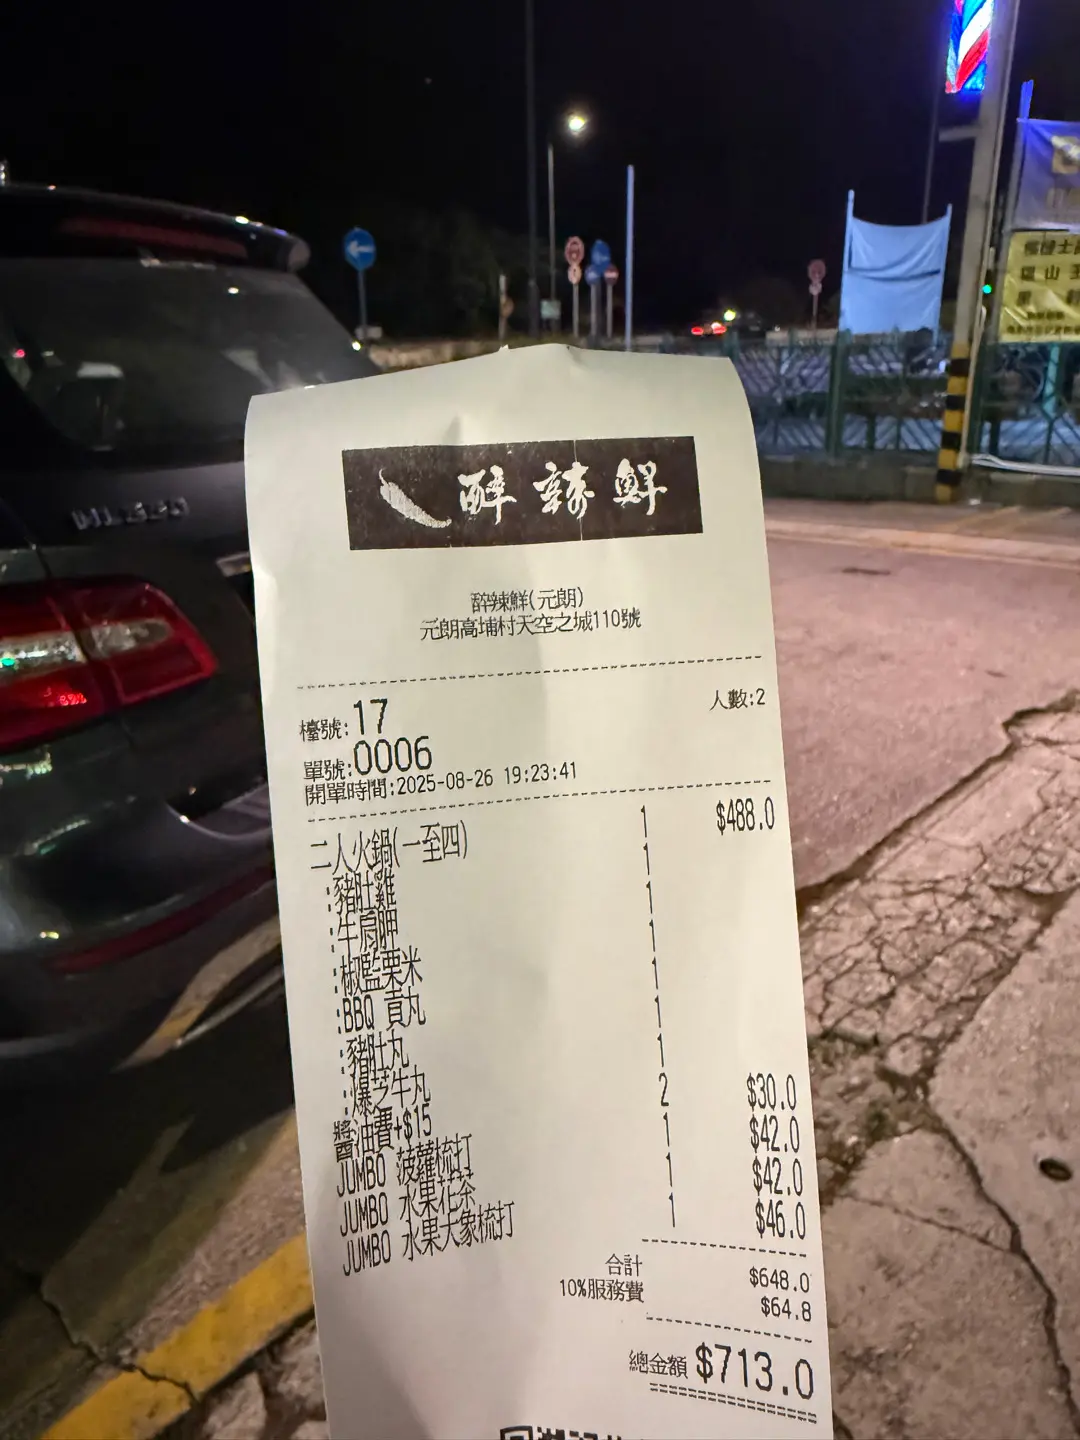 醉辣鮮
醉辣鮮(元朗)
元朗高埔村天空之城110號
檯號:17 人數:2
單號:0006
開單時間:2025-08-26 19:23:41
二人火鍋(一至四) 1 $488.0
:豬肚雞 1
:牛扇胛 1
:椒監栗米 1
:BBQ 貢丸 1
:豬肚丸 1
:爆芝牛丸 1
醬油費+$15 2 $30.0
JUMBO 菠蘿梳打 1 $42.0
JUMBO 水果花茶 1 $42.0
JUMBO 水果大象梳打 1 $46.0
合計 $648.0
10%服務費 $64.8
總金額 $713.0